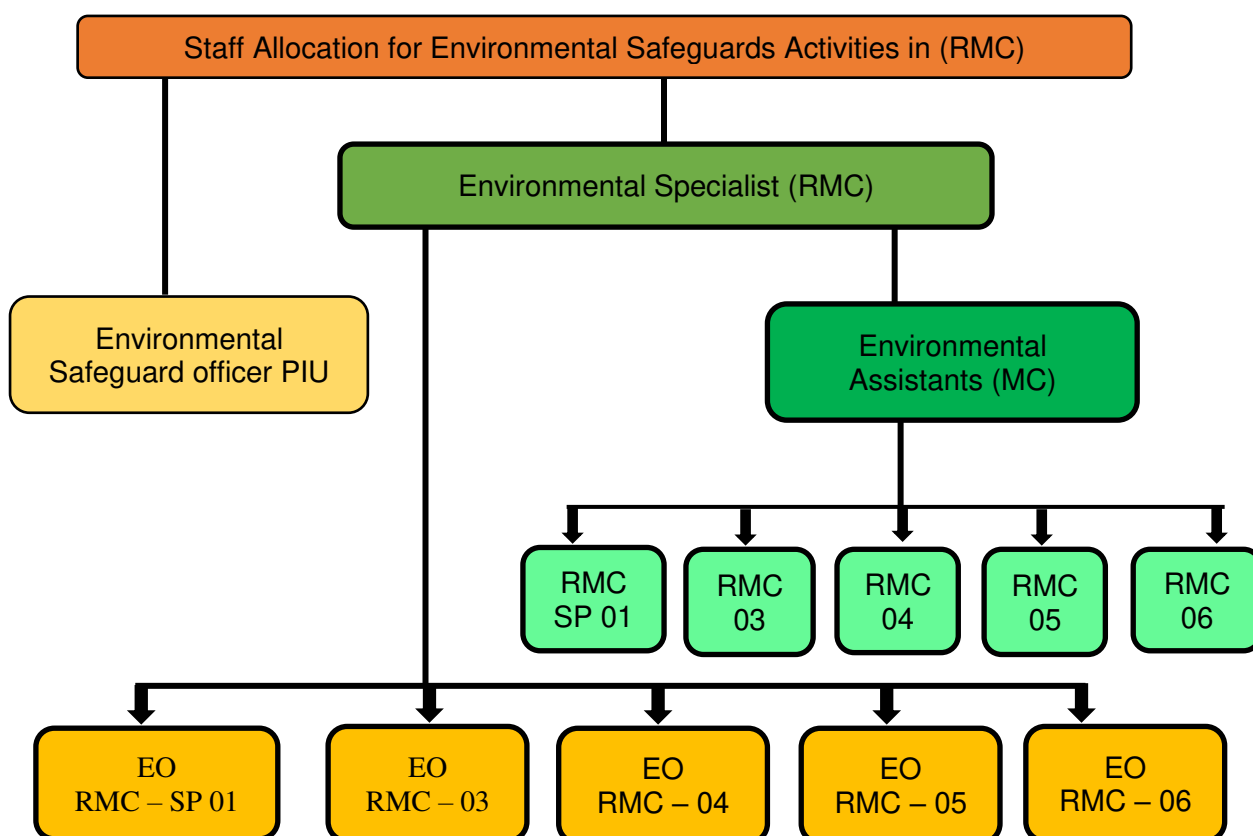 Staff Allocation for Environmental Safeguards Activities in (RMC)
Environmental Specialist (RMC)
Environmental
Safeguard officer PIU
Environmental
Assistants (MC)
RMC
SP 01
RMC
03
RMC
04
RMC
05
RMC
06
EO
RMC – SP 01
EO
RMC – 03
EO
RMC – 04
EO
RMC – 05
EO
RMC – 06